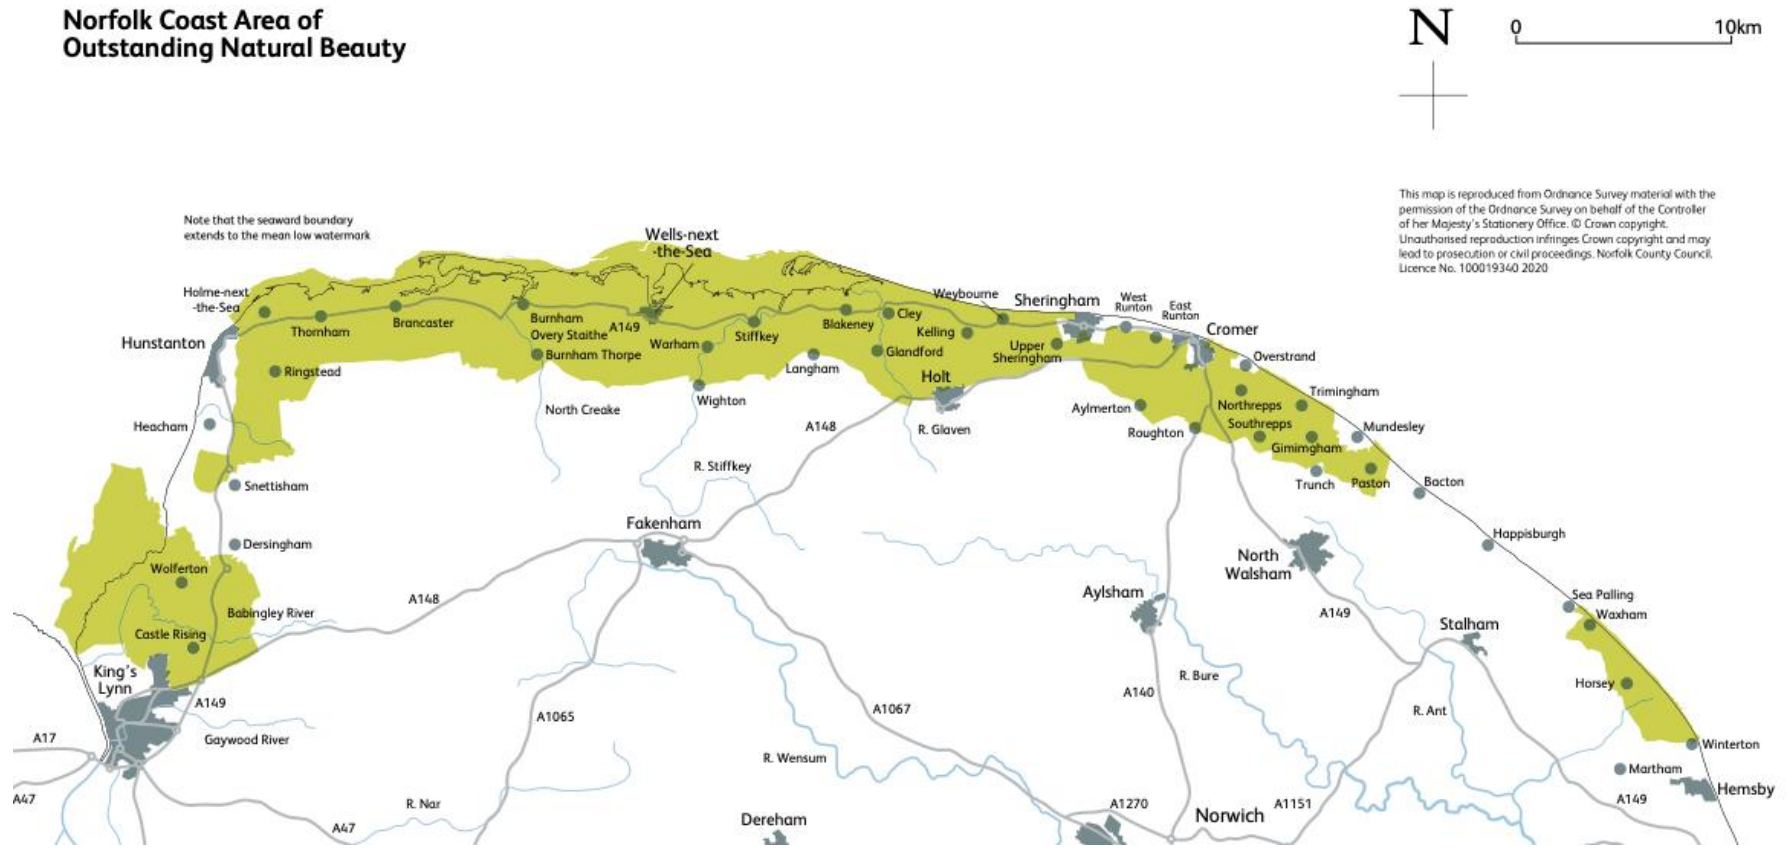 Norfolk Coast Area of
Outstanding Natural Beauty
N
0
10km
This map is reproduced from Ordnance Survey material with the
permission of the Ordnance Survey on behalf of the Controller
of her Majesty's Stationery Office. © Crown copyright.
Unauthorised reproduction infringes Crown copyright and may
lead to prosecution or civil proceedings. Norfolk County Council.
Licence No. 100019340 2020
Note that the seaward boundary
extends to the mean low watermark
Wells-next
-the-Sea
Holme-next
-the-Sea
Weybourne
Sheringham
West
Runton
East
Runton
Cromer
Hunstanton
Thornham
Brancaster
Burnham
Overy Staithe
A149
Stiffkey
Blakeney
Cley
Kelling
Warham
Upper
Sheringham
Overstrand
Burnham Thorpe
Glandford
Langham
Ringstead
Holt
Trimingham
Wighton
North Creake
Aylmerton
Northrepps
Heacham
A148
R. Glaven
Roughton
Southrepps
Mundesley
Gimimgham
R. Stiffkey
Snettisham
Trunch
Paston
Bacton
Fakenham
Happisburgh
Dersingham
North
Walsham
Wolferton
Aylsham
Sea Palling
A148
Babingley River
A149
Waxham
Castle Rising
Stalham
King's
Lynn
R. Bure
Horsey
A149
A140
A1065
A1067
R. Ant
A17
Gaywood River
R. Wensum
Winterton
Martham
Hemsby
A47
R. Nar
A1270
A1151
A149
Norwich
Dereham
A47